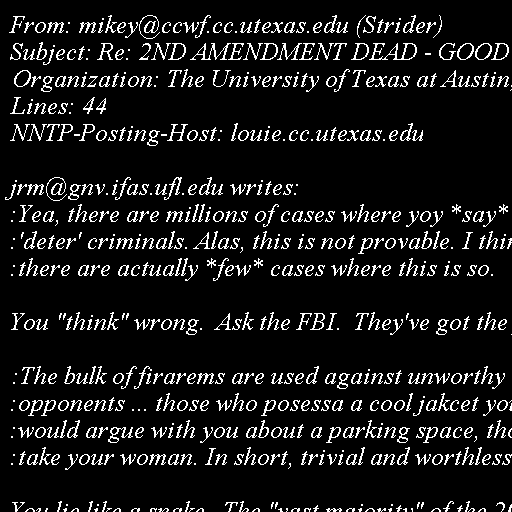 From: mikey@ccwf.cc.utexas.edu (Strider)
Subject: Re: 2ND AMENDMENT DEAD - GOOD
Organization: The University of Texas at Austin,
Lines: 44
NNTP-Posting-Host: louie.cc.utexas.edu
jrm@gnv.ifas.ufl.edu writes:
:Yea, there are millions of cases where yoy *say*
:'deter' criminals. Alas, this is not provable. I
:there are actually *few* cases where this is so.
You "think" wrong.  Ask the FBI.  They've got the
:The bulk of firarems are used against unworthy
:opponents ... those who posessa a cool jakcet
:would argue with you about a parking space,
:take your woman. In short, trivial and worthless
You lie like a snake.  The "vast majority" of the